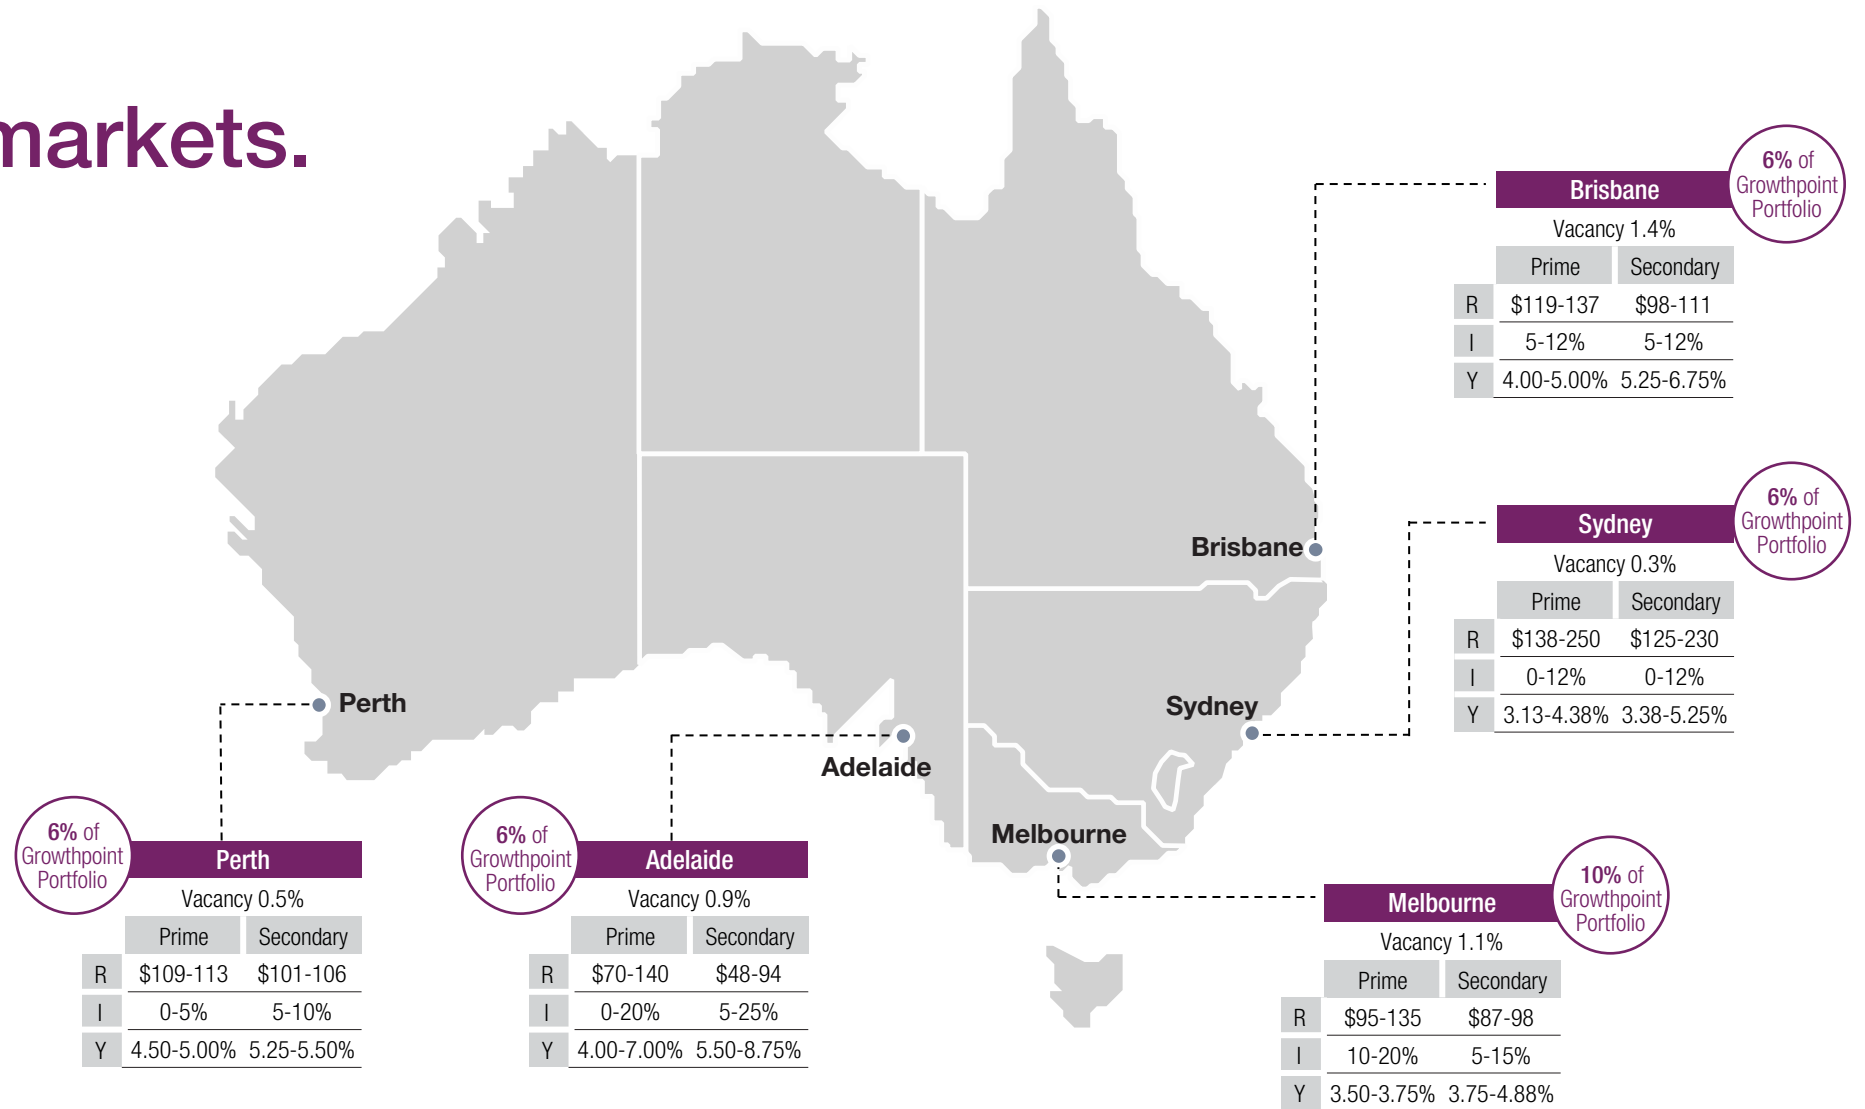 markets.
Brisbane
6% of
Growthpoint
Portfolio
Vacancy 1.4%
Prime Secondary
R $119-137 $98-111
I 5-12% 5-12%
Y 4.00-5.00% 5.25-6.75%
Sydney
6% of
Growthpoint
Portfolio
Vacancy 0.3%
Prime Secondary
R $138-250 $125-230
I 0-12% 0-12%
Y 3.13-4.38% 3.38-5.25%
Brisbane
Perth
Sydney
Adelaide
Melbourne
6% of
Growthpoint
Portfolio
Perth
Vacancy 0.5%
Prime Secondary
R $109-113 $101-106
I 0-5% 5-10%
Y 4.50-5.00% 5.25-5.50%
6% of
Growthpoint
Portfolio
Adelaide
Vacancy 0.9%
Prime Secondary
R $70-140 $48-94
I 0-20% 5-25%
Y 4.00-7.00% 5.50-8.75%
Melbourne
10% of
Growthpoint
Portfolio
Vacancy 1.1%
Prime Secondary
R $95-135 $87-98
I 10-20% 5-15%
Y 3.50-3.75% 3.75-4.88%